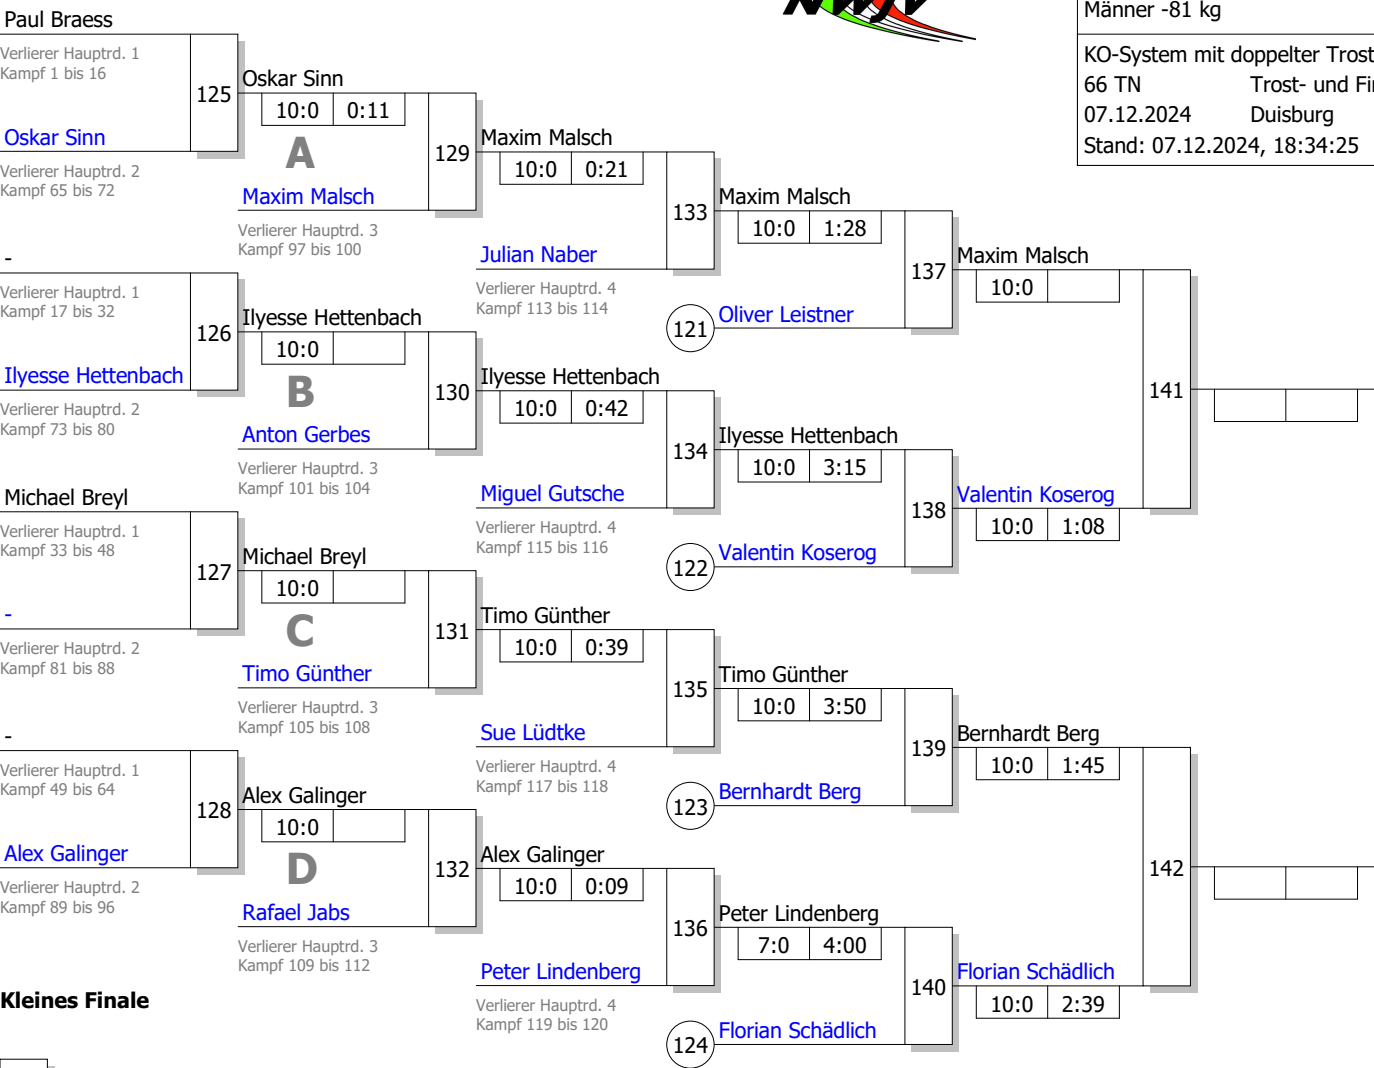 NWJV
Männer -81 kg
KO-System mit doppelter Trost
66 TN Trost- und Fin
07.12.2024 Duisburg
Stand: 07.12.2024, 18:34:25
Paul Braess
Verlierer Hauptrd. 1
Kampf 1 bis 16
125
Oskar Sinn
Verlierer Hauptrd. 2
Kampf 65 bis 72
-
Verlierer Hauptrd. 1
Kampf 17 bis 32
126
Ilyesse Hettenbach
Verlierer Hauptrd. 2
Kampf 73 bis 80
Michael Breyl
Verlierer Hauptrd. 1
Kampf 33 bis 48
127
-
Verlierer Hauptrd. 2
Kampf 81 bis 88
-
Verlierer Hauptrd. 1
Kampf 49 bis 64
128
Alex Galinger
Verlierer Hauptrd. 2
Kampf 89 bis 96
Oskar Sinn
10:0 0:11
A
129
Maxim Malsch
Verlierer Hauptrd. 3
Kampf 97 bis 100
Ilyesse Hettenbach
10:0
B
130
Anton Gerbes
Verlierer Hauptrd. 3
Kampf 101 bis 104
Michael Breyl
10:0
C
131
Timo Günther
Verlierer Hauptrd. 3
Kampf 105 bis 108
Alex Galinger
10:0
D
132
Rafael Jabs
Verlierer Hauptrd. 3
Kampf 109 bis 112
Maxim Malsch
10:0 0:21
133
Julian Naber
Verlierer Hauptrd. 4
Kampf 113 bis 114
Ilyesse Hettenbach
10:0 0:42
134
Miguel Gutsche
Verlierer Hauptrd. 4
Kampf 115 bis 116
Timo Günther
10:0 0:39
135
Sue Lüdtke
Verlierer Hauptrd. 4
Kampf 117 bis 118
Alex Galinger
10:0 0:09
136
Peter Lindenberg
Verlierer Hauptrd. 4
Kampf 119 bis 120
Maxim Malsch
10:0 1:28
137
121 Oliver Leistner
Ilyesse Hettenbach
10:0 3:15
138
122 Valentin Koserog
Timo Günther
10:0 3:50
139
123 Bernhardt Berg
Peter Lindenberg
7:0 4:00
140
124 Florian Schädlich
Maxim Malsch
10:0
141
Valentin Koserog
10:0 1:08
Bernhardt Berg
10:0 1:45
142
Florian Schädlich
10:0 2:39
Kleines Finale